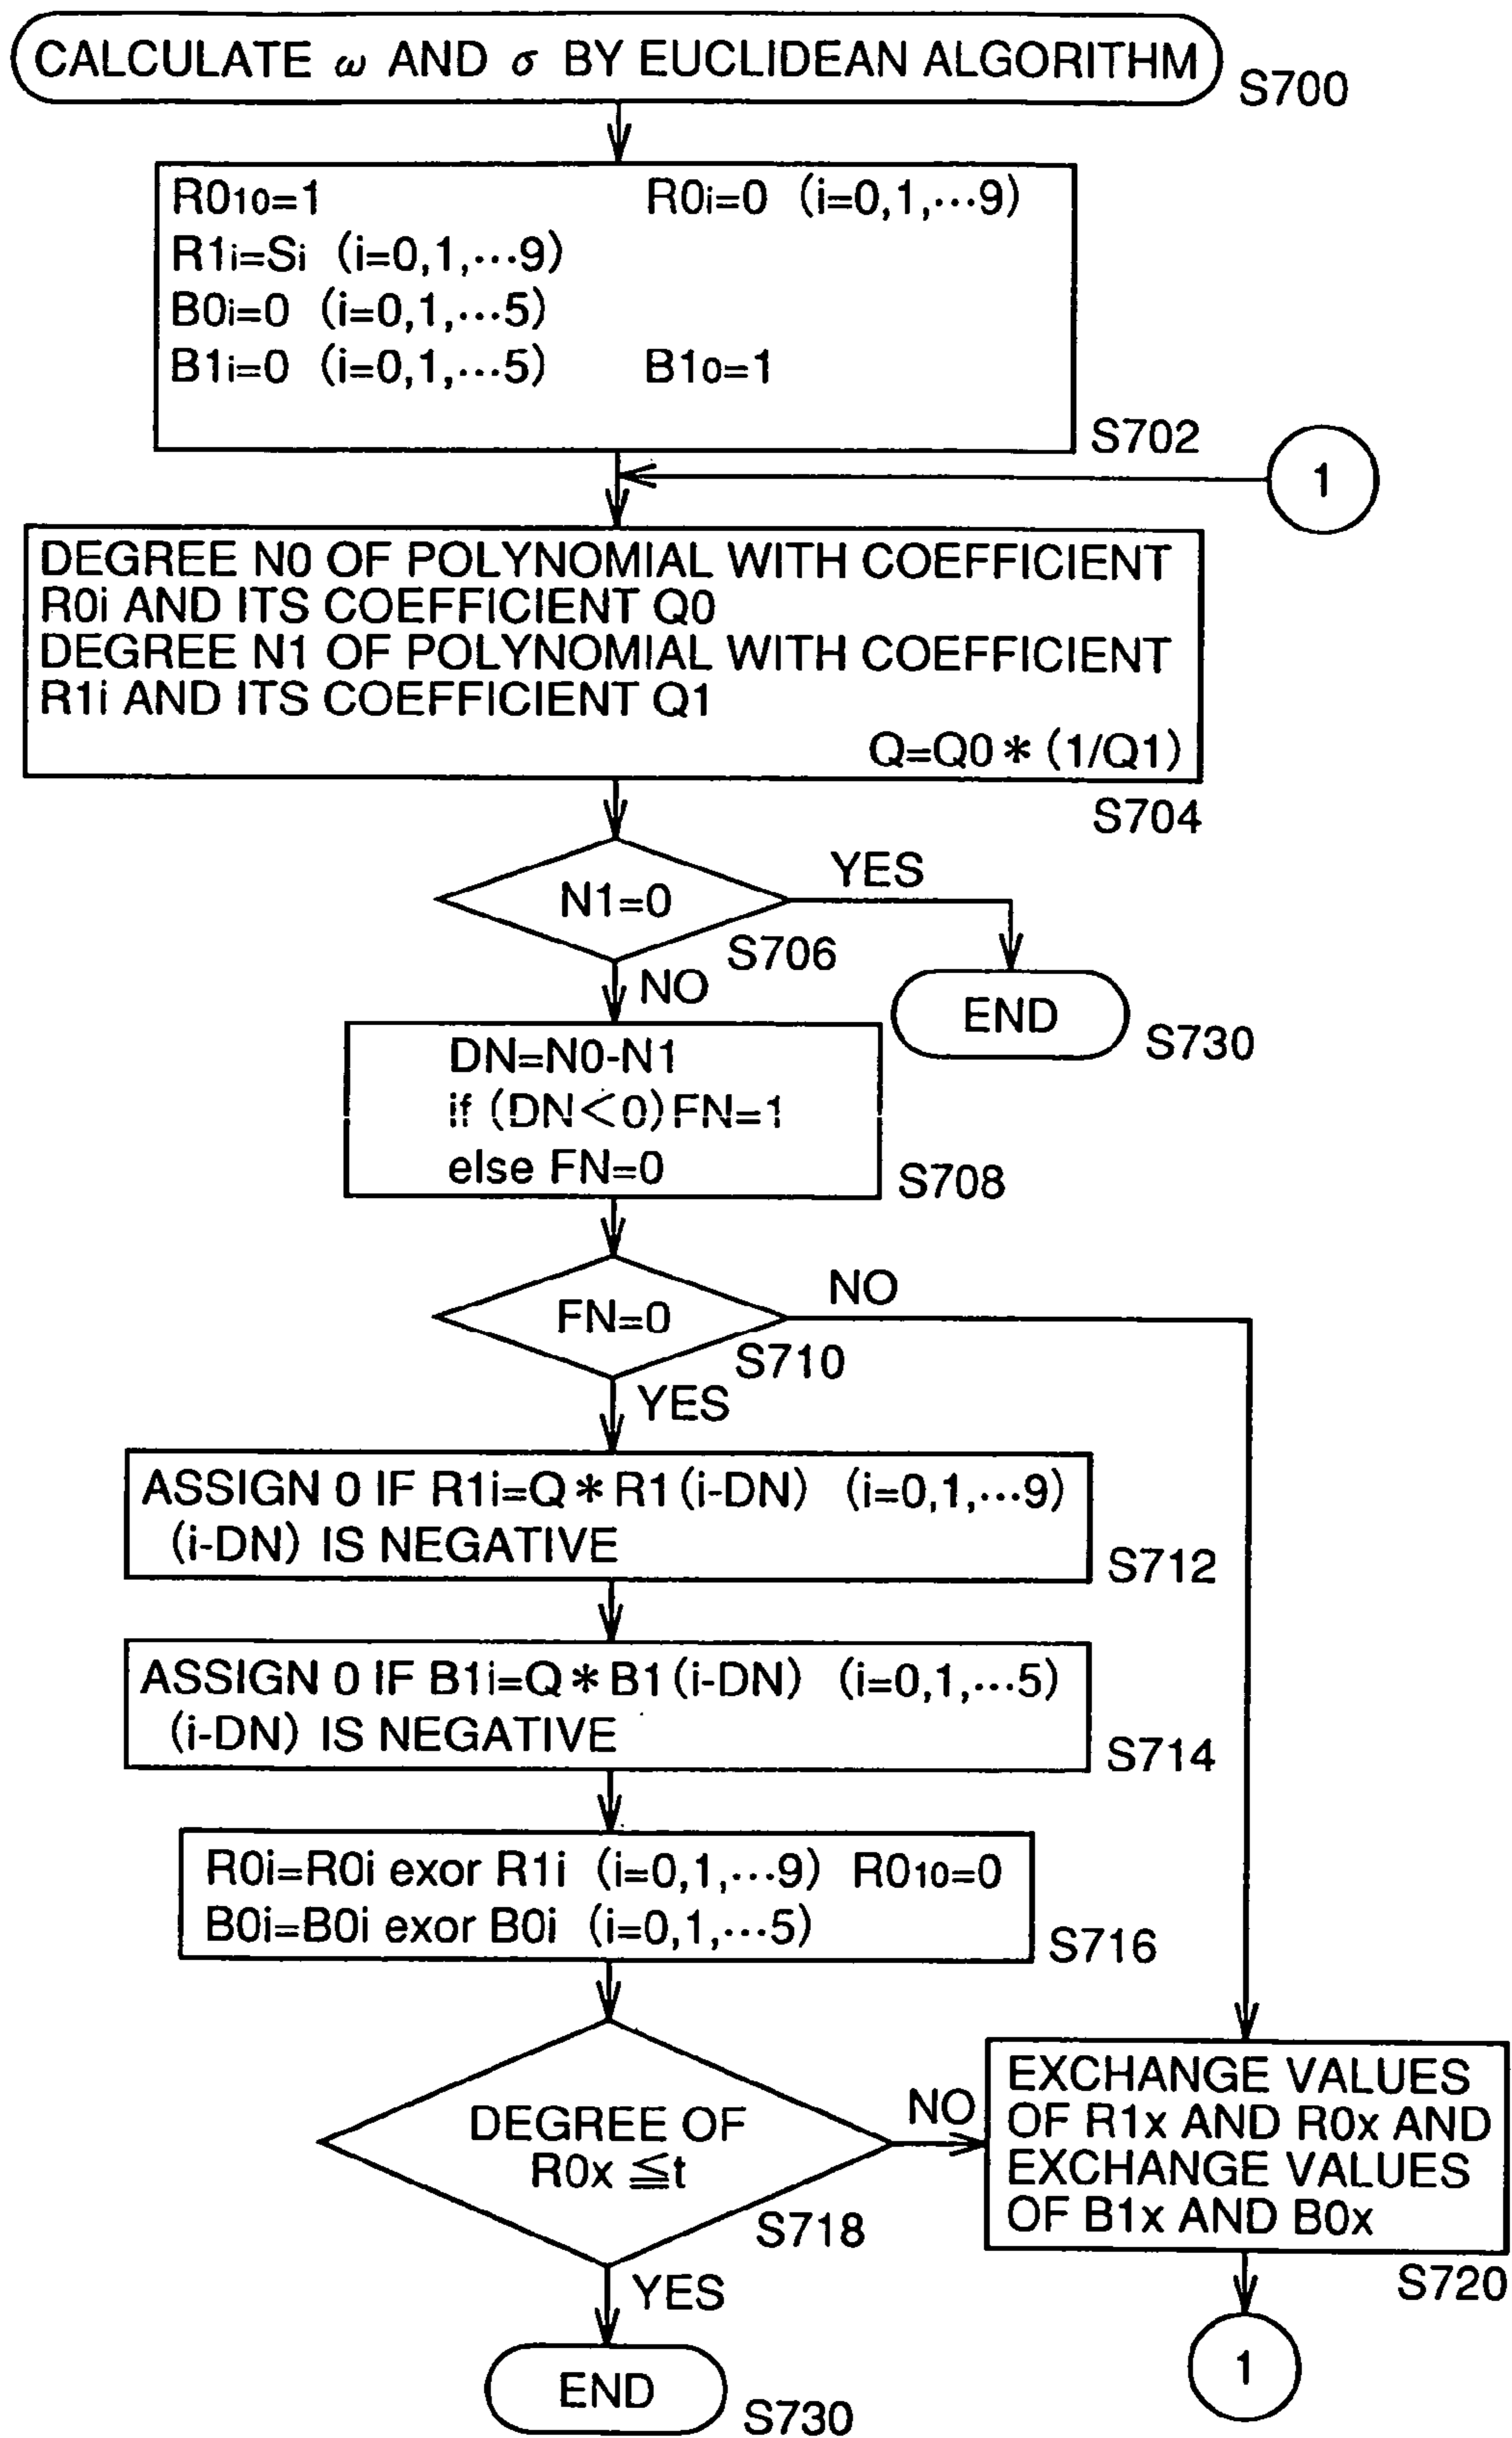 CALCULATE ω AND σ BY EUCLIDEAN ALGORITHM
S700
R010=1 R0i=0 (i=0,1,···9)
R1i=Si (i=0,1,···9)
B0i=0 (i=0,1,···5)
B1i=0 (i=0,1,···5) B10=1
S702
1
DEGREE N0 OF POLYNOMIAL WITH COEFFICIENT
R0i AND ITS COEFFICIENT Q0
DEGREE N1 OF POLYNOMIAL WITH COEFFICIENT
R1i AND ITS COEFFICIENT Q1
Q=Q0*(1/Q1)
S704
N1=0
YES
S706
NO
END
S730
DN=N0-N1
if (DN<0)FN=1
else FN=0
S708
FN=0
NO
S710
YES
ASSIGN 0 IF R1i=Q*R1(i-DN) (i=0,1,···9)
(i-DN) IS NEGATIVE
S712
ASSIGN 0 IF B1i=Q*B1(i-DN) (i=0,1,···5)
(i-DN) IS NEGATIVE
S714
R0i=R0i exor R1i (i=0,1,···9) R010=0
B0i=B0i exor B0i (i=0,1,···5)
S716
DEGREE OF
R0x ≦t
S718
NO
YES
EXCHANGE VALUES
OF R1x AND R0x AND
EXCHANGE VALUES
OF B1x AND B0x
S720
1
END
S730